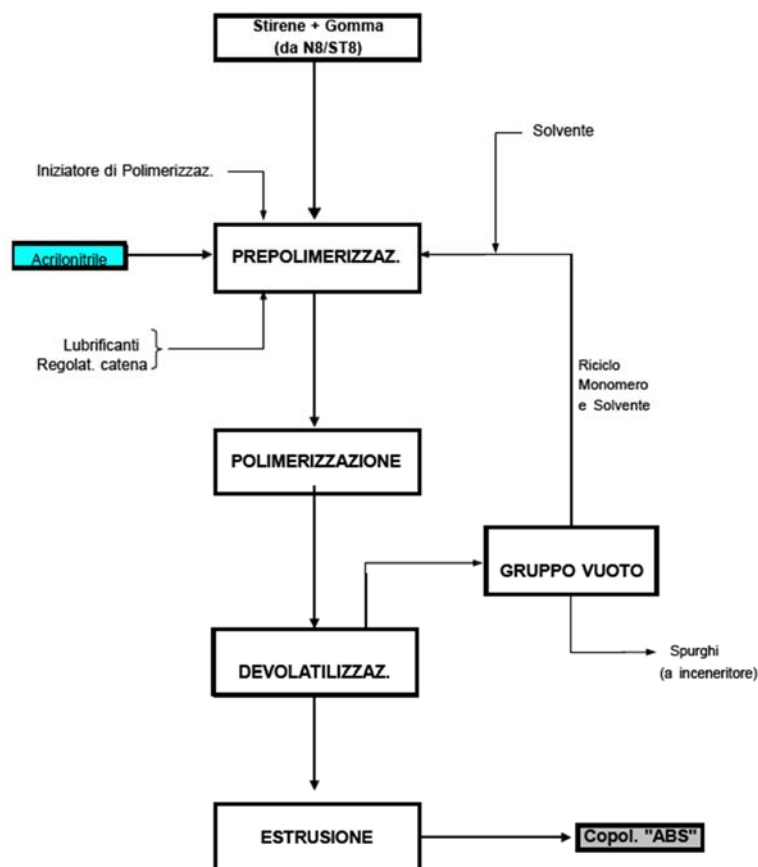 Stirene + Gomma
(da N8/ST8)
Solvente
Iniziatore di Polimerizzaz.
Acrilonitrile
PREPOLIMERIZZAZ.
Lubrificanti
Regolat. catena
Riciclo
Monomero
e Solvente
POLIMERIZZAZIONE
GRUPPO VUOTO
Spurghi
(a inceneritore)
DEVOLATILIZZAZ.
ESTRUSIONE
Copol. "ABS"